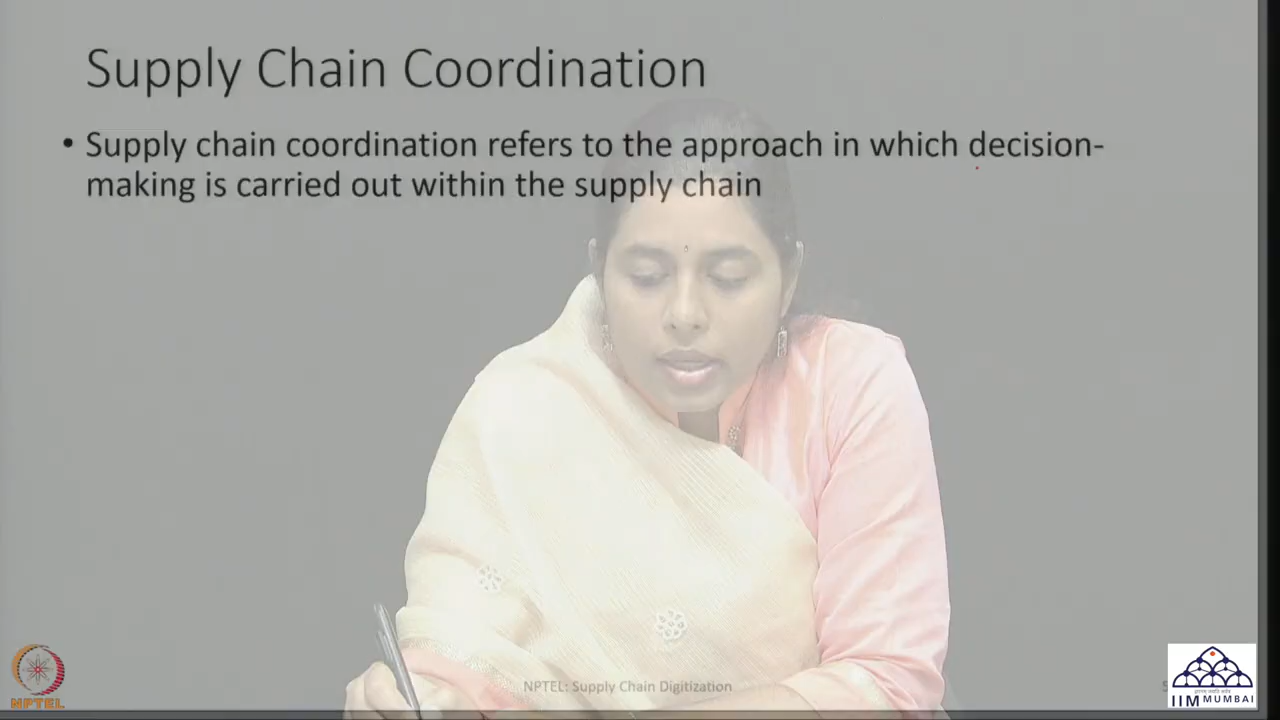 Supply Chain Coordination
• Supply chain coordination refers to the approach in which decision-
making is carried out within the supply chain
NPTEL: Supply Chain Digitization
NPTEL
IIM MUMBAI